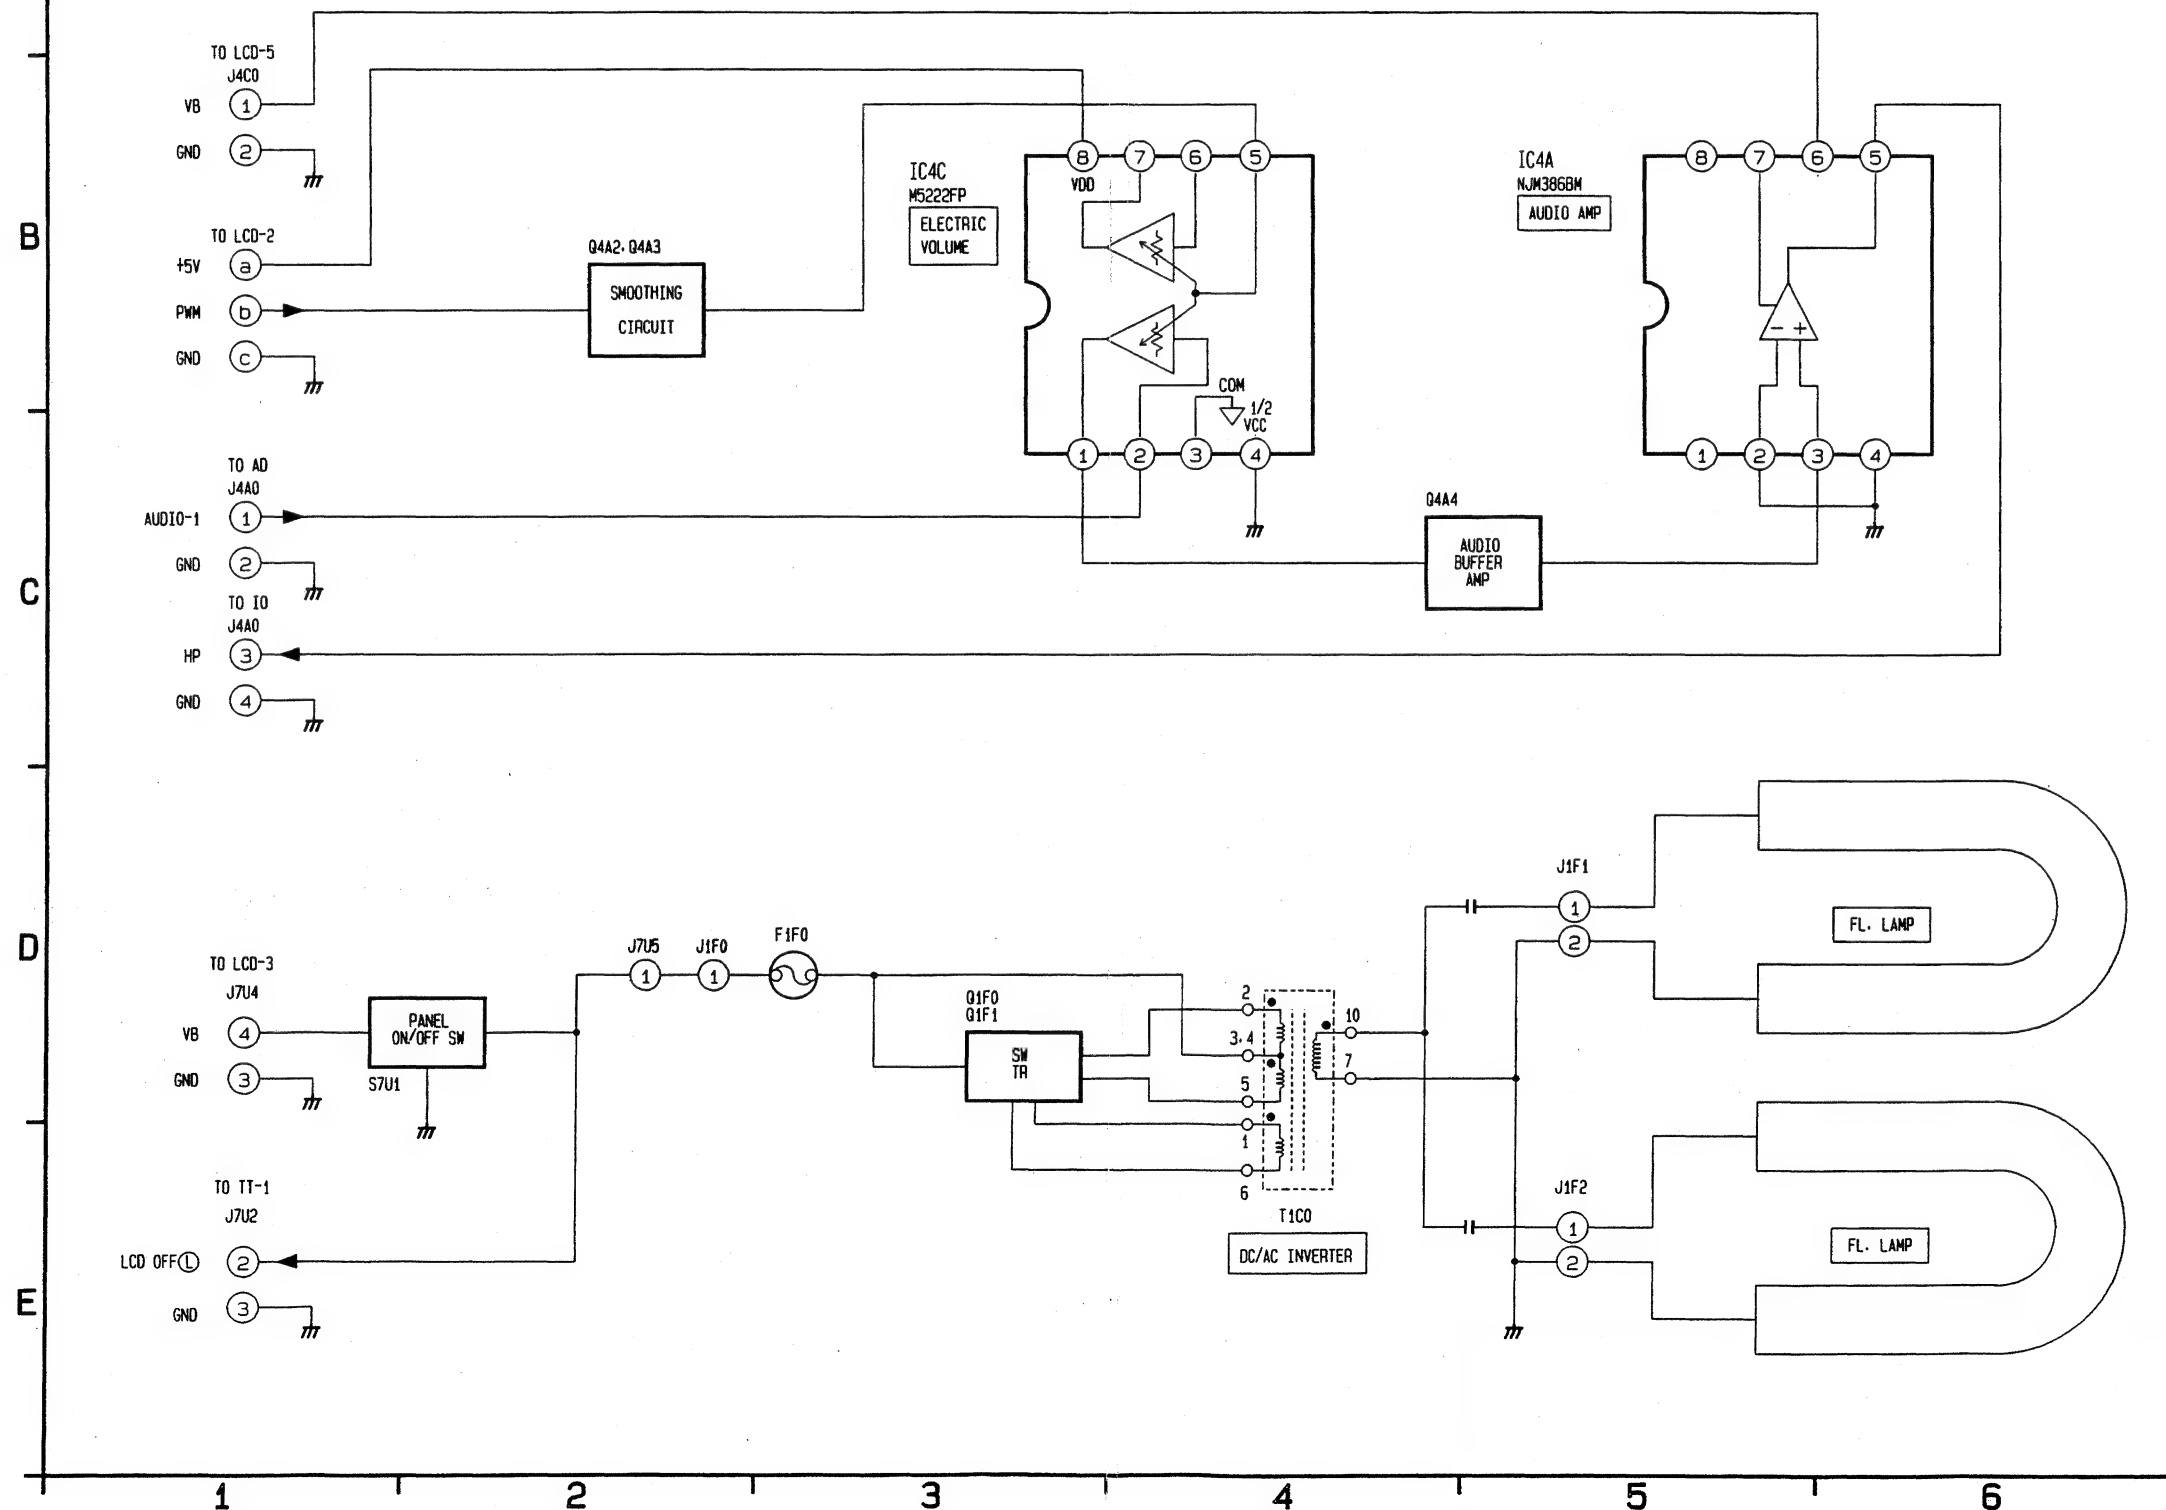 TO LCD-5
J4C0
VB 1
GND 2
TO LCD-2
+5V a
PWM b
GND c
Q4A2, Q4A3
SMOOTHING
CIRCUIT
IC4C
M5222FP
ELECTRIC
VOLUME
8 7 6 5
VDD
COM
1/2
VCC
1 2 3 4
IC4A
NJM386BM
AUDIO AMP
8 7 6 5
- +
1 2 3 4
B
TO AD
J4A0
AUDIO-1 1
GND 2
TO IO
J4A0
HP 3
GND 4
Q4A4
AUDIO
BUFFER
AMP
C
TO LCD-3
J7U4
VB 4
GND 3
PANEL
ON/OFF SW
S7U1
J7U5
1
J1F0
1
F1F0
Q1F0
Q1F1
SW
TR
2
3,4
5
1
6
10
7
T1C0
DC/AC INVERTER
J1F1
1
2
FL. LAMP
D
TO TT-1
J7U2
LCD OFF L 2
GND 3
J1F2
1
2
FL. LAMP
E
1 2 3 4 5 6